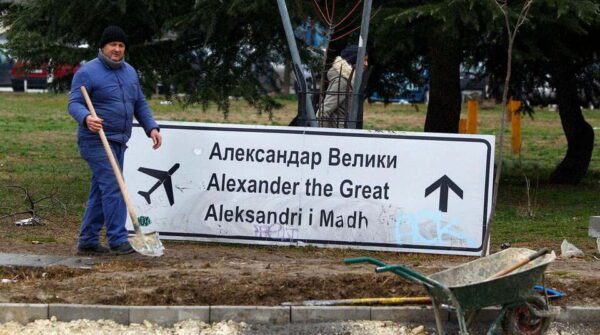 Александар Велики
Alexander the Great
Aleksandri i Madh